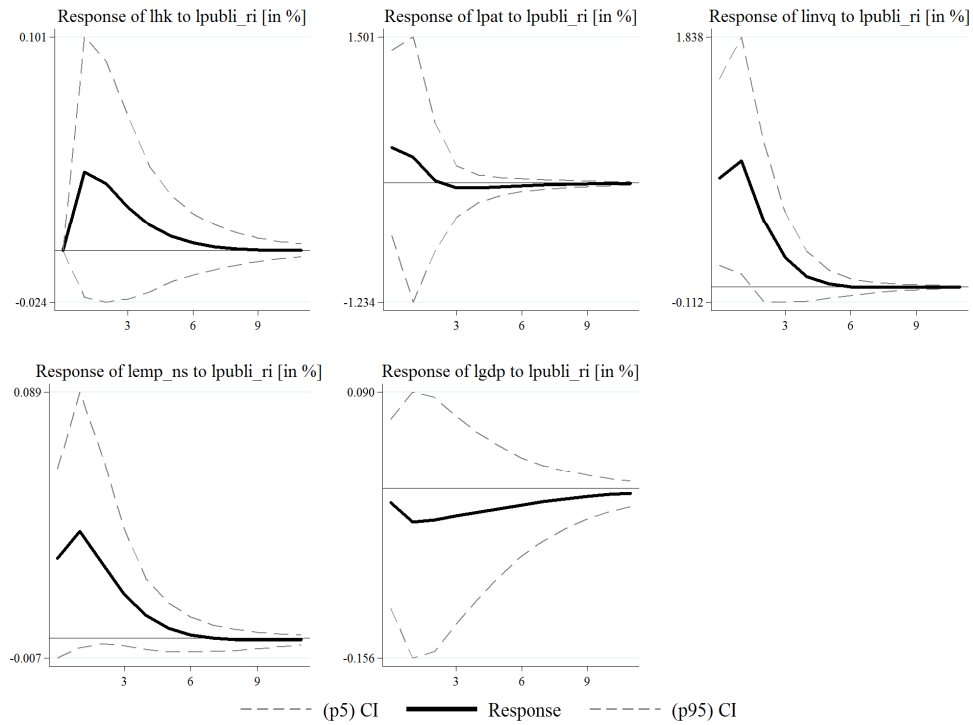 Response of lhk to lpubli_ri [in %]
0.101
-0.024
3 6 9
Response of lpat to lpubli_ri [in %]
1.501
-1.234
3 6 9
Response of linvq to lpubli_ri [in %]
1.838
-0.112
3 6 9
Response of lemp_ns to lpubli_ri [in %]
0.089
-0.007
3 6 9
Response of lgdp to lpubli_ri [in %]
0.090
-0.156
3 6 9
(p5) CI Response (p95) CI